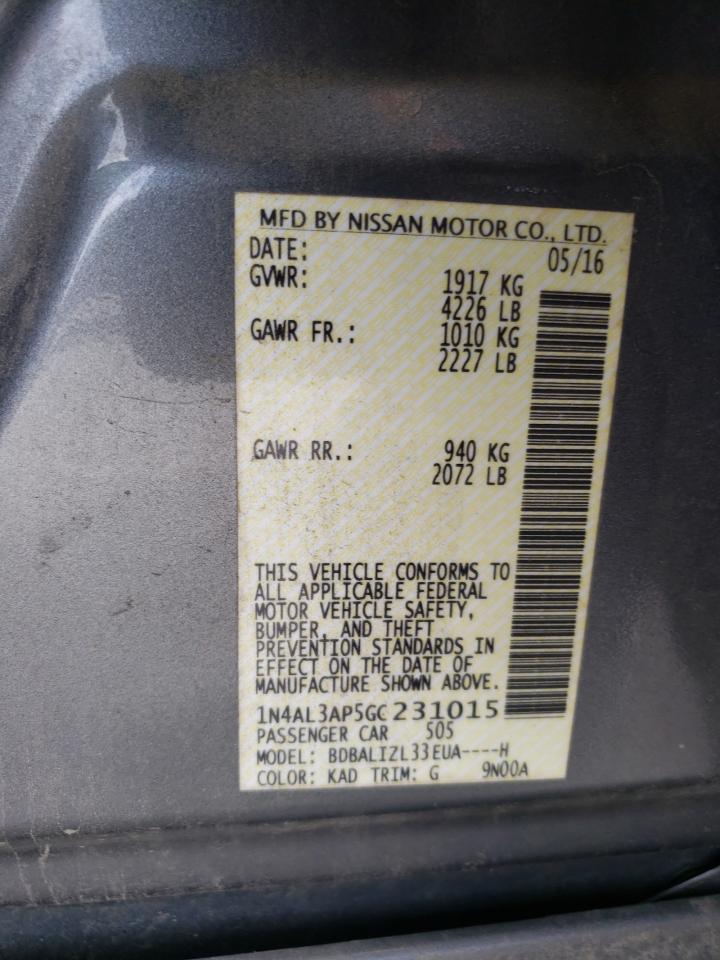 MFD BY NISSAN MOTOR CO., LTD.
DATE: 05/16
GVWR: 1917 KG
4226 LB
GAWR FR.: 1010 KG
2227 LB
GAWR RR.: 940 KG
2072 LB
THIS VEHICLE CONFORMS TO
ALL APPLICABLE FEDERAL
MOTOR VEHICLE SAFETY,
BUMPER, AND THEFT
PREVENTION STANDARDS IN
EFFECT ON THE DATE OF
MANUFACTURE SHOWN ABOVE.
1N4AL3AP5GC231015
PASSENGER CAR 505
MODEL: BDBALIZL33EUA----H
COLOR: KAD TRIM: G 9N00A